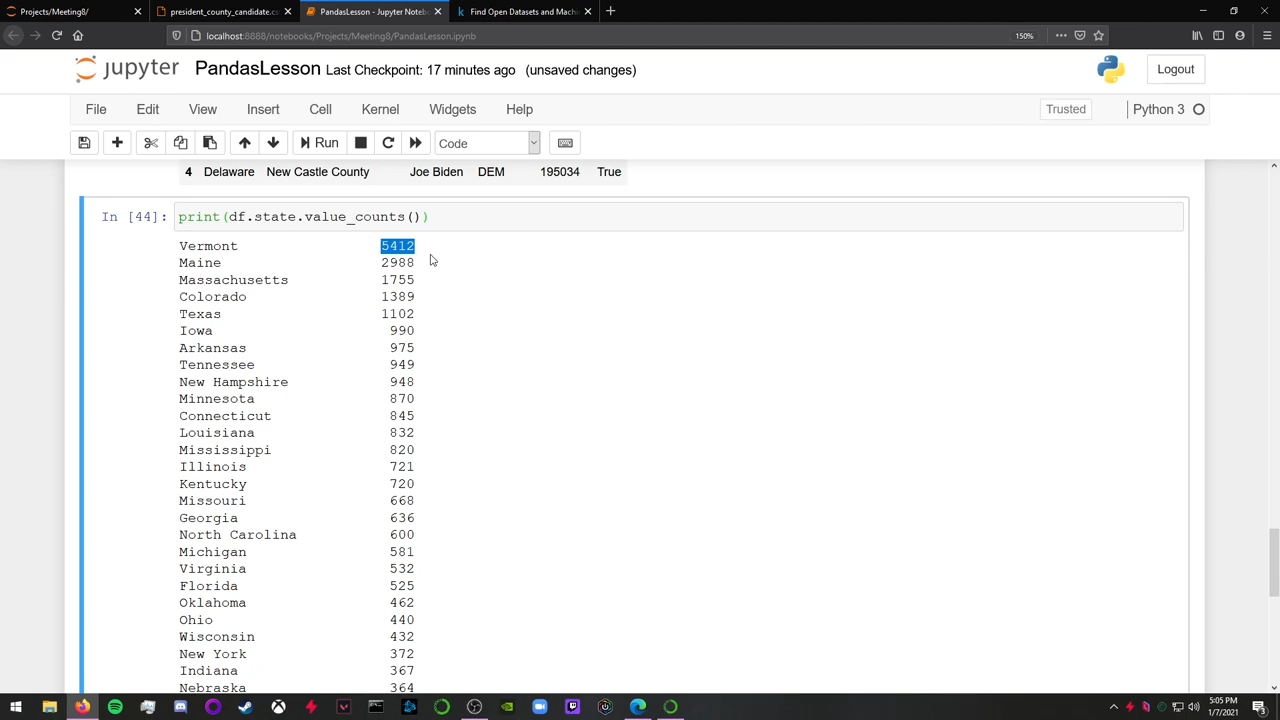 Projects/Meeting8/
president_county_candidate.cs
PandasLesson - Jupyter Noteb
Find Open Datasets and Machi
localhost:8888/notebooks/Projects/Meeting8/PandasLesson.ipynb
150%
jupyter PandasLesson Last Checkpoint: 17 minutes ago (unsaved changes)
Logout
File Edit View Insert Cell Kernel Widgets Help
Trusted
Python 3
Run
Code
4 Delaware New Castle County Joe Biden DEM 195034 True
In [44]: print(df.state.value_counts())
Vermont 5412
Maine 2988
Massachusetts 1755
Colorado 1389
Texas 1102
Iowa 990
Arkansas 975
Tennessee 949
New Hampshire 948
Minnesota 870
Connecticut 845
Louisiana 832
Mississippi 820
Illinois 721
Kentucky 720
Missouri 668
Georgia 636
North Carolina 600
Michigan 581
Virginia 532
Florida 525
Oklahoma 462
Ohio 440
Wisconsin 432
New York 372
Indiana 367
Nebraska 364
5:05 PM
1/7/2021
3